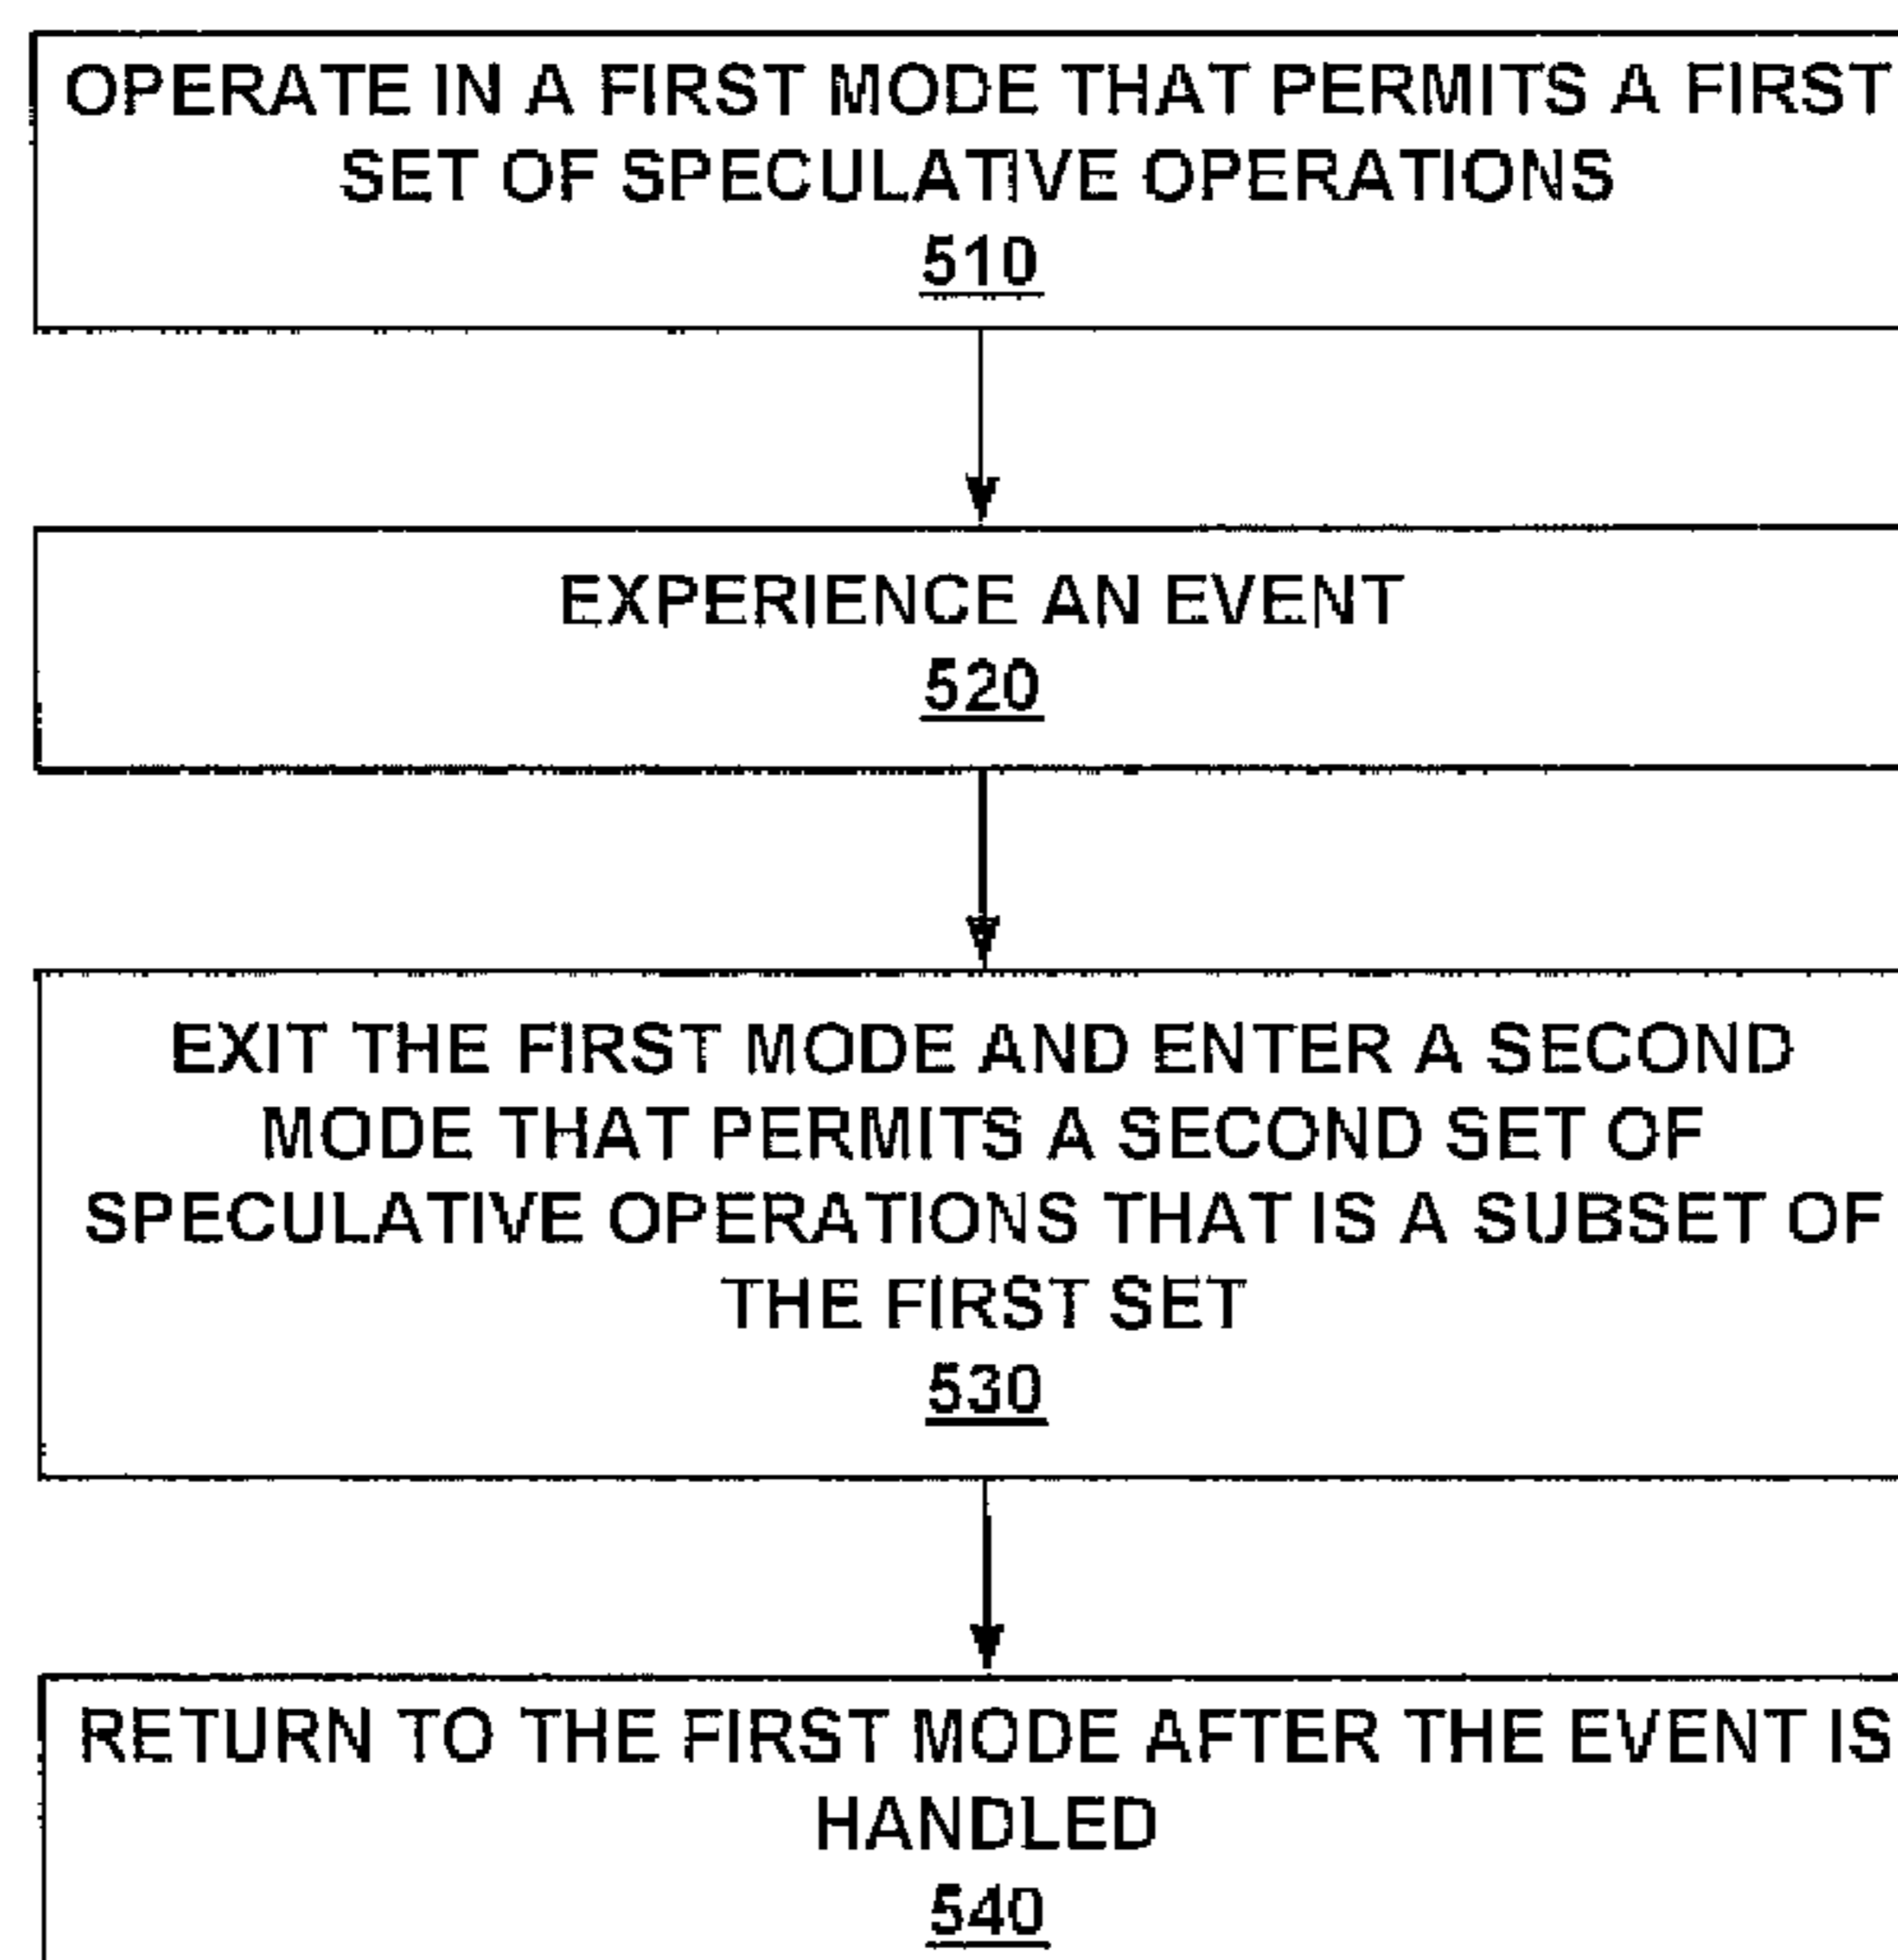 OPERATE IN A FIRST MODE THAT PERMITS A FIRST
SET OF SPECULATIVE OPERATIONS
510
EXPERIENCE AN EVENT
520
EXIT THE FIRST MODE AND ENTER A SECOND
MODE THAT PERMITS A SECOND SET OF
SPECULATIVE OPERATIONS THAT IS A SUBSET OF
THE FIRST SET
530
RETURN TO THE FIRST MODE AFTER THE EVENT IS
HANDLED
540